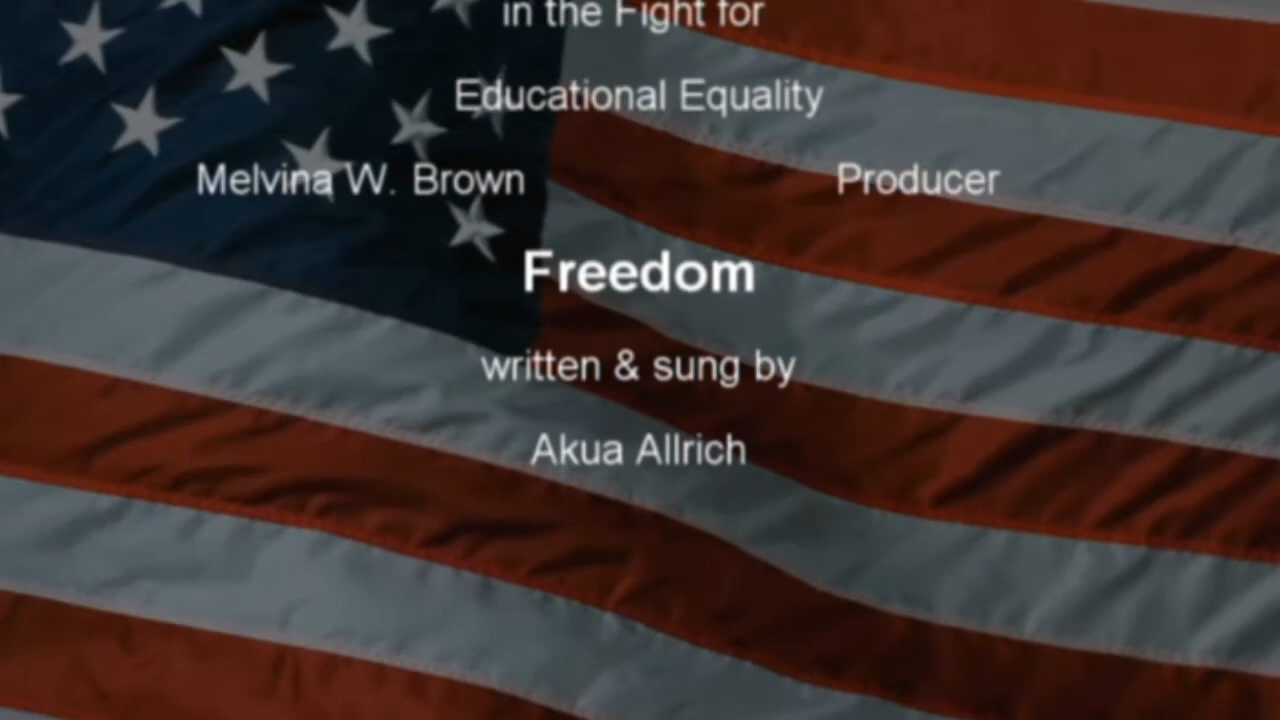 in the Fight for
Educational Equality
Melvina W. Brown Producer
Freedom
written & sung by
Akua Allrich